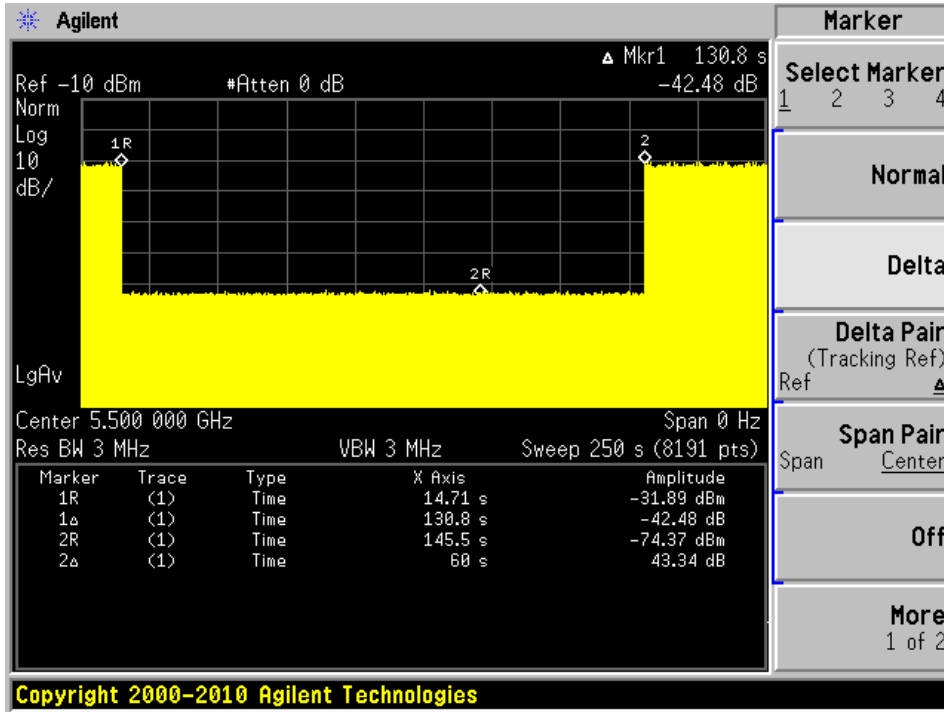 Agilent
Marker
Δ Mkr1 130.8 s
Ref -10 dBm #Atten 0 dB -42.48 dB
Norm
Log
10
dB/
1R
2
2R
LgAv
Center 5.500 000 GHz Span 0 Hz
Res BW 3 MHz VBW 3 MHz Sweep 250 s (8191 pts)
Marker Trace Type X Axis Amplitude
1R (1) Time 14.71 s -31.89 dBm
1Δ (1) Time 130.8 s -42.48 dB
2R (1) Time 145.5 s -74.37 dBm
2Δ (1) Time 60 s 43.34 dB
Select Marker
1 2 3 4
Normal
Delta
Delta Pair
(Tracking Ref)
Ref Δ
Span Pair
Span Center
Off
More
1 of 2
Copyright 2000-2010 Agilent Technologies